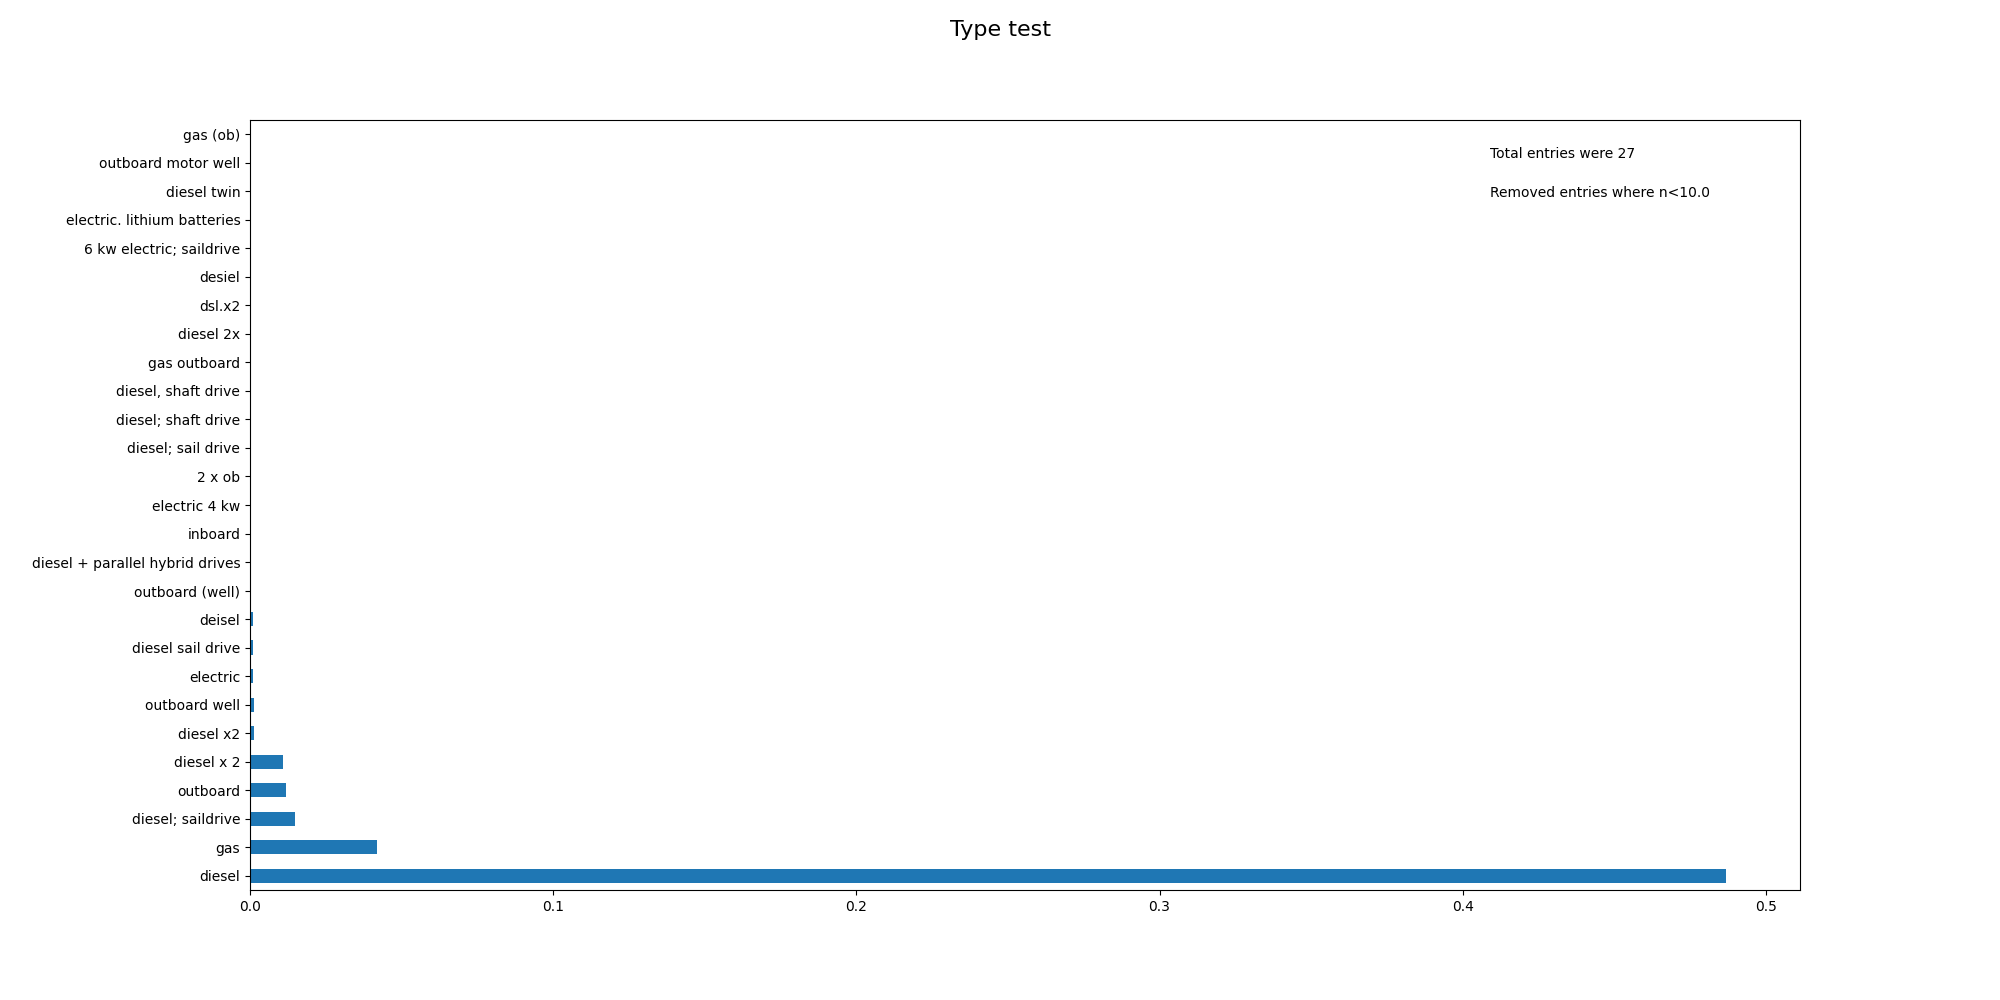 Type test
gas (ob)
Total entries were 27
outboard motor well
diesel twin
Removed entries where n<10.0
electric. lithium batteries
6 kw electric; saildrive
desiel
dsl.x2
diesel 2x
gas outboard
diesel, shaft drive
diesel; shaft drive
diesel; sail drive
2 x ob
electric 4 kw
inboard
diesel + parallel hybrid drives
outboard (well)
deisel
diesel sail drive
electric
outboard well
diesel x2
diesel x 2
outboard
diesel; saildrive
gas
diesel
0.0 0.1 0.2 0.3 0.4 0.5